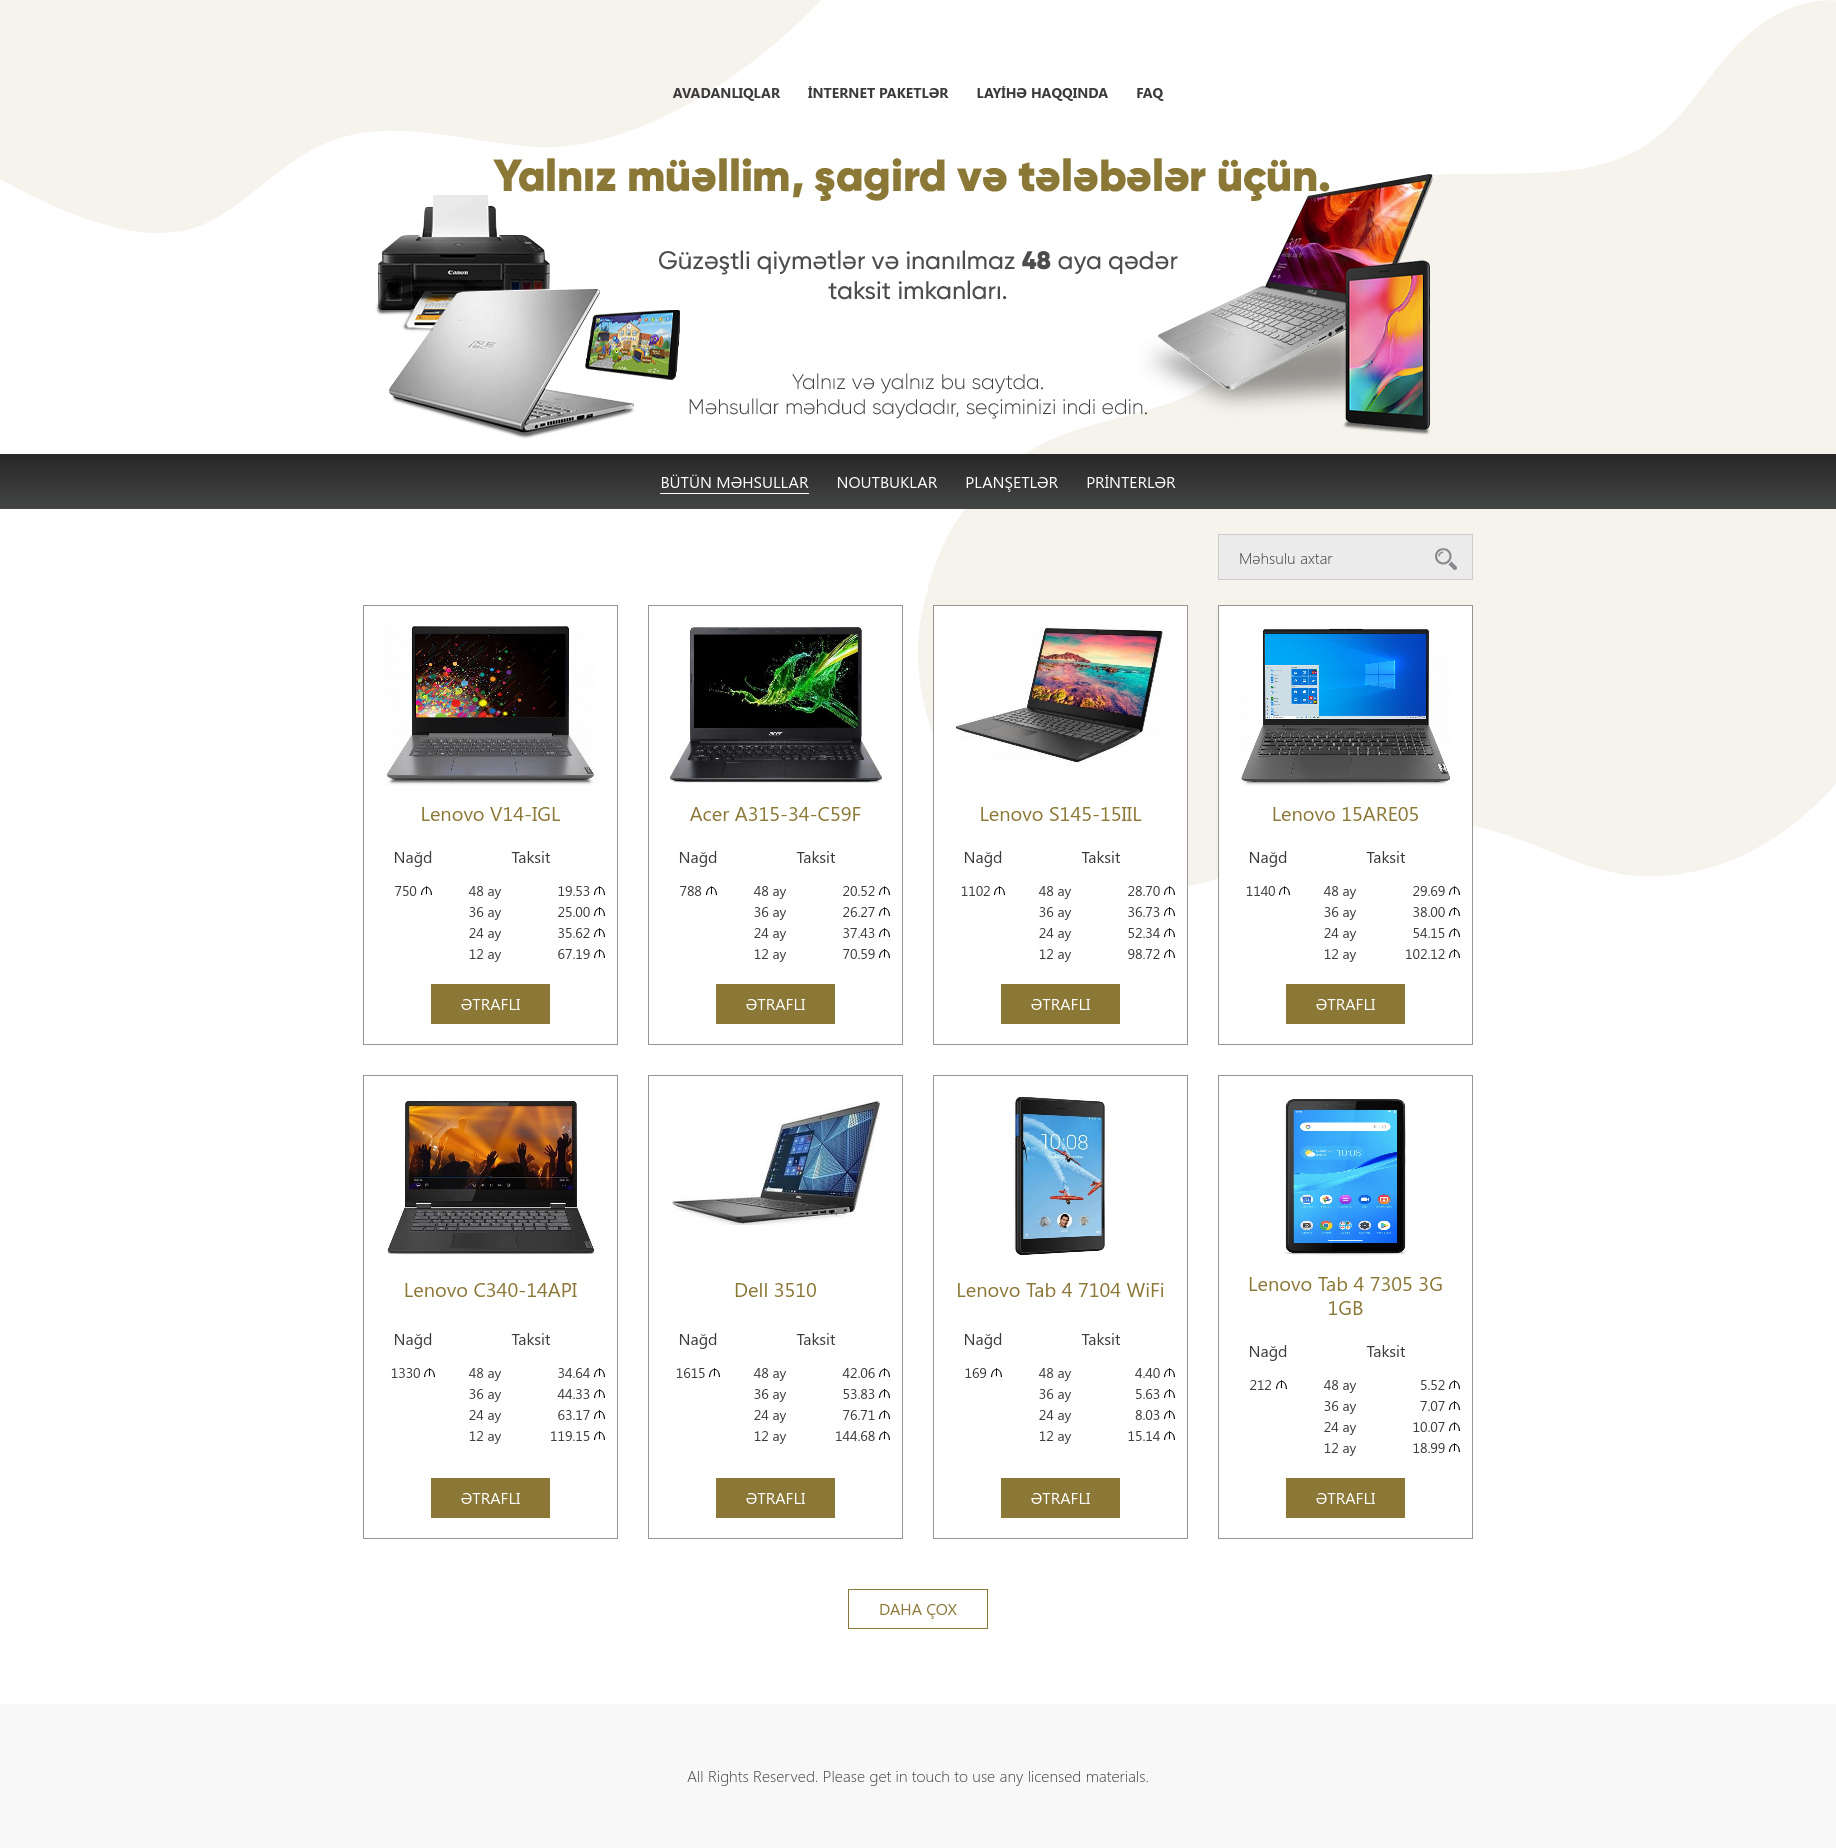 AVADANLIQLAR İNTERNET PAKETLƏR LAYİHƏ HAQQINDA FAQ
Yalnız müəllim, şagird və tələbələr üçün.
Canon
Güzəştli qiymətlər və inanılmaz 48 aya qədər
taksit imkanları.
Yalnız və yalnız bu saytda.
Məhsullar məhdud saydadır, seçiminizi indi edin.
BÜTÜN MƏHSULLAR NOUTBUKLAR PLANŞETLƏR PRİNTERLƏR
Məhsulu axtar
acer
Lenovo V14-IGL
Nağd Taksit
750 ₼ 48 ay 19.53 ₼
36 ay 25.00 ₼
24 ay 35.62 ₼
12 ay 67.19 ₼
ƏTRAFLI
Acer A315-34-C59F
Nağd Taksit
788 ₼ 48 ay 20.52 ₼
36 ay 26.27 ₼
24 ay 37.43 ₼
12 ay 70.59 ₼
ƏTRAFLI
Lenovo S145-15IIL
Nağd Taksit
1102 ₼ 48 ay 28.70 ₼
36 ay 36.73 ₼
24 ay 52.34 ₼
12 ay 98.72 ₼
ƏTRAFLI
Lenovo 15ARE05
Nağd Taksit
1140 ₼ 48 ay 29.69 ₼
36 ay 38.00 ₼
24 ay 54.15 ₼
12 ay 102.12 ₼
ƏTRAFLI
Lenovo C340-14API
Nağd Taksit
1330 ₼ 48 ay 34.64 ₼
36 ay 44.33 ₼
24 ay 63.17 ₼
12 ay 119.15 ₼
ƏTRAFLI
Dell 3510
Nağd Taksit
1615 ₼ 48 ay 42.06 ₼
36 ay 53.83 ₼
24 ay 76.71 ₼
12 ay 144.68 ₼
ƏTRAFLI
10:08
Lenovo Tab 4 7104 WiFi
Nağd Taksit
169 ₼ 48 ay 4.40 ₼
36 ay 5.63 ₼
24 ay 8.03 ₼
12 ay 15.14 ₼
ƏTRAFLI
10:08
Lenovo Tab 4 7305 3G
1GB
Nağd Taksit
212 ₼ 48 ay 5.52 ₼
36 ay 7.07 ₼
24 ay 10.07 ₼
12 ay 18.99 ₼
ƏTRAFLI
DAHA ÇOX
All Rights Reserved. Please get in touch to use any licensed materials.